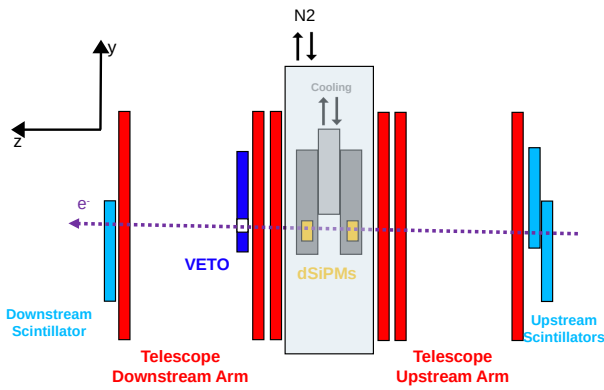 N2
y
Cooling
z
e-
VETO
dSiPMs
Downstream
Scintillator
Upstream
Scintillators
Telescope
Downstream Arm
Telescope
Upstream Arm